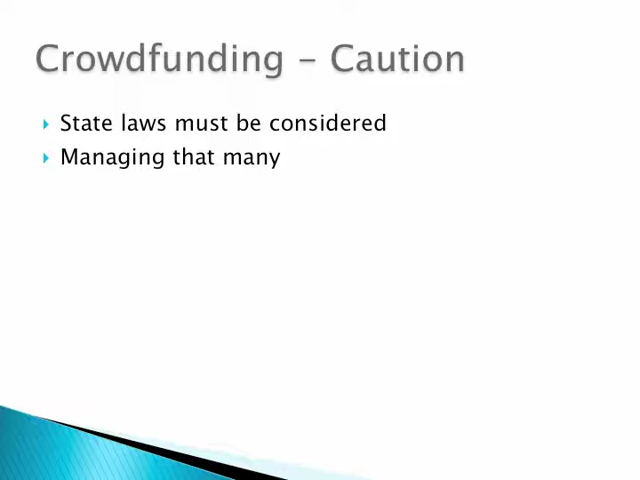 Crowdfunding - Caution
State laws must be considered
Managing that many